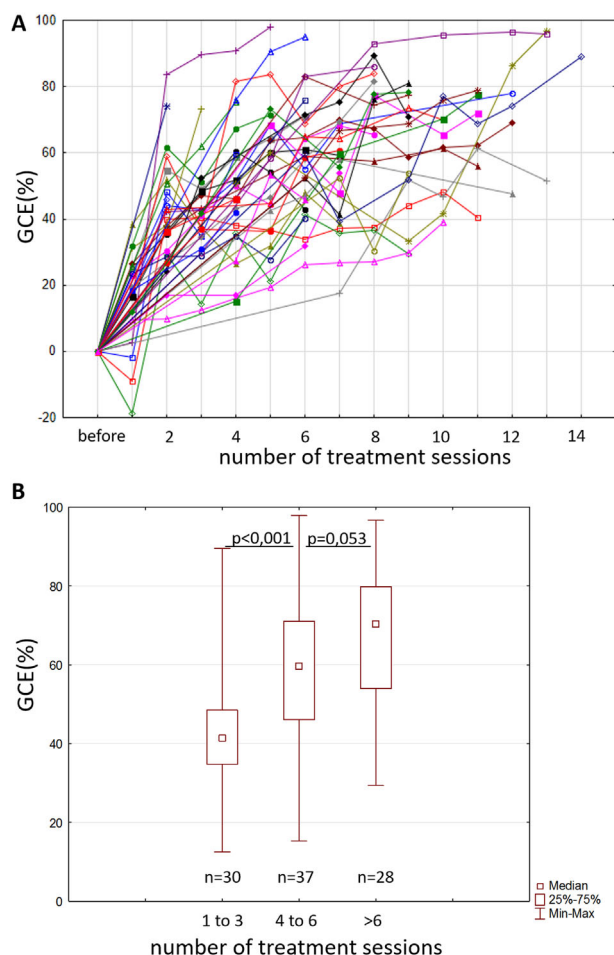 A
100
80
60
40
20
0
-20
GCE(%)
before 2 4 6 8 10 12 14
number of treatment sessions
B
100
80
60
40
20
0
GCE(%)
p<0,001 p=0,053
n=30 n=37 n=28
1 to 3 4 to 6 >6
number of treatment sessions
Median
25%-75%
Min-Max